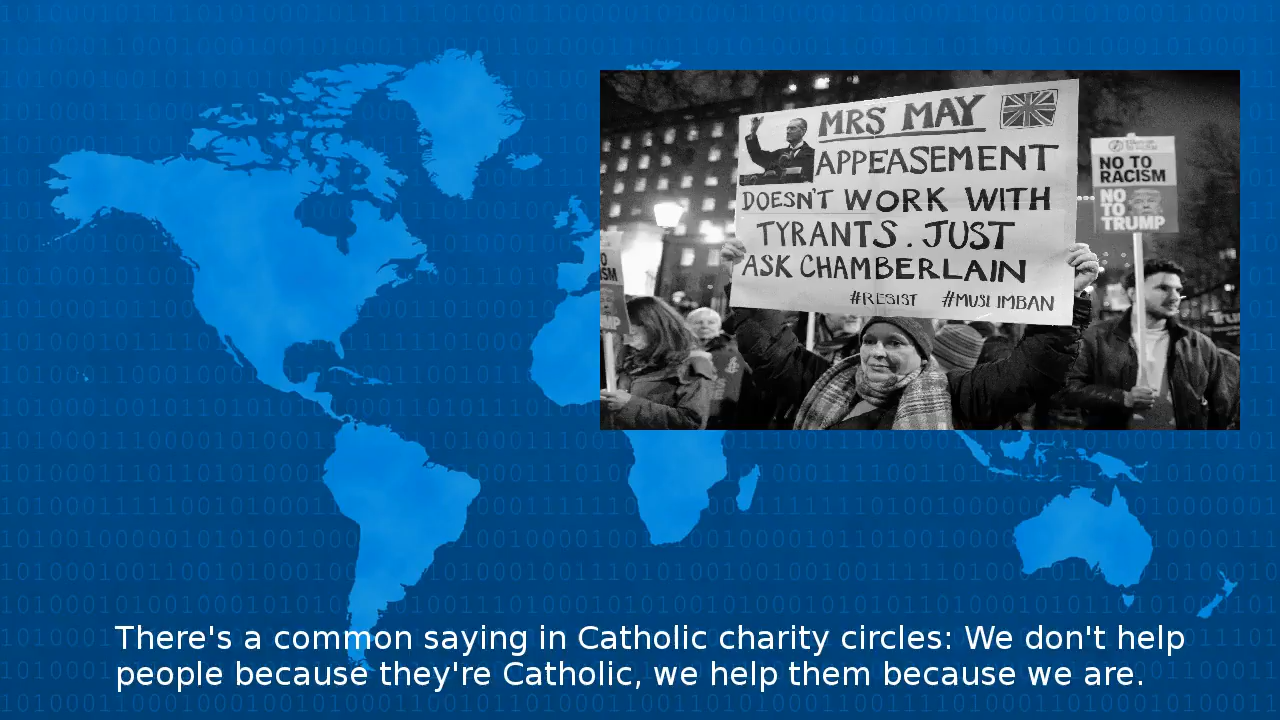 MRS MAY
APPEASEMENT
DOESN'T WORK WITH
TYRANTS. JUST
ASK CHAMBERLAIN
#RESIST #MUSLIMBAN
NO TO
RACISM
NO
TO
TRUMP
There's a common saying in Catholic charity circles: We don't help
people because they're Catholic, we help them because we are.